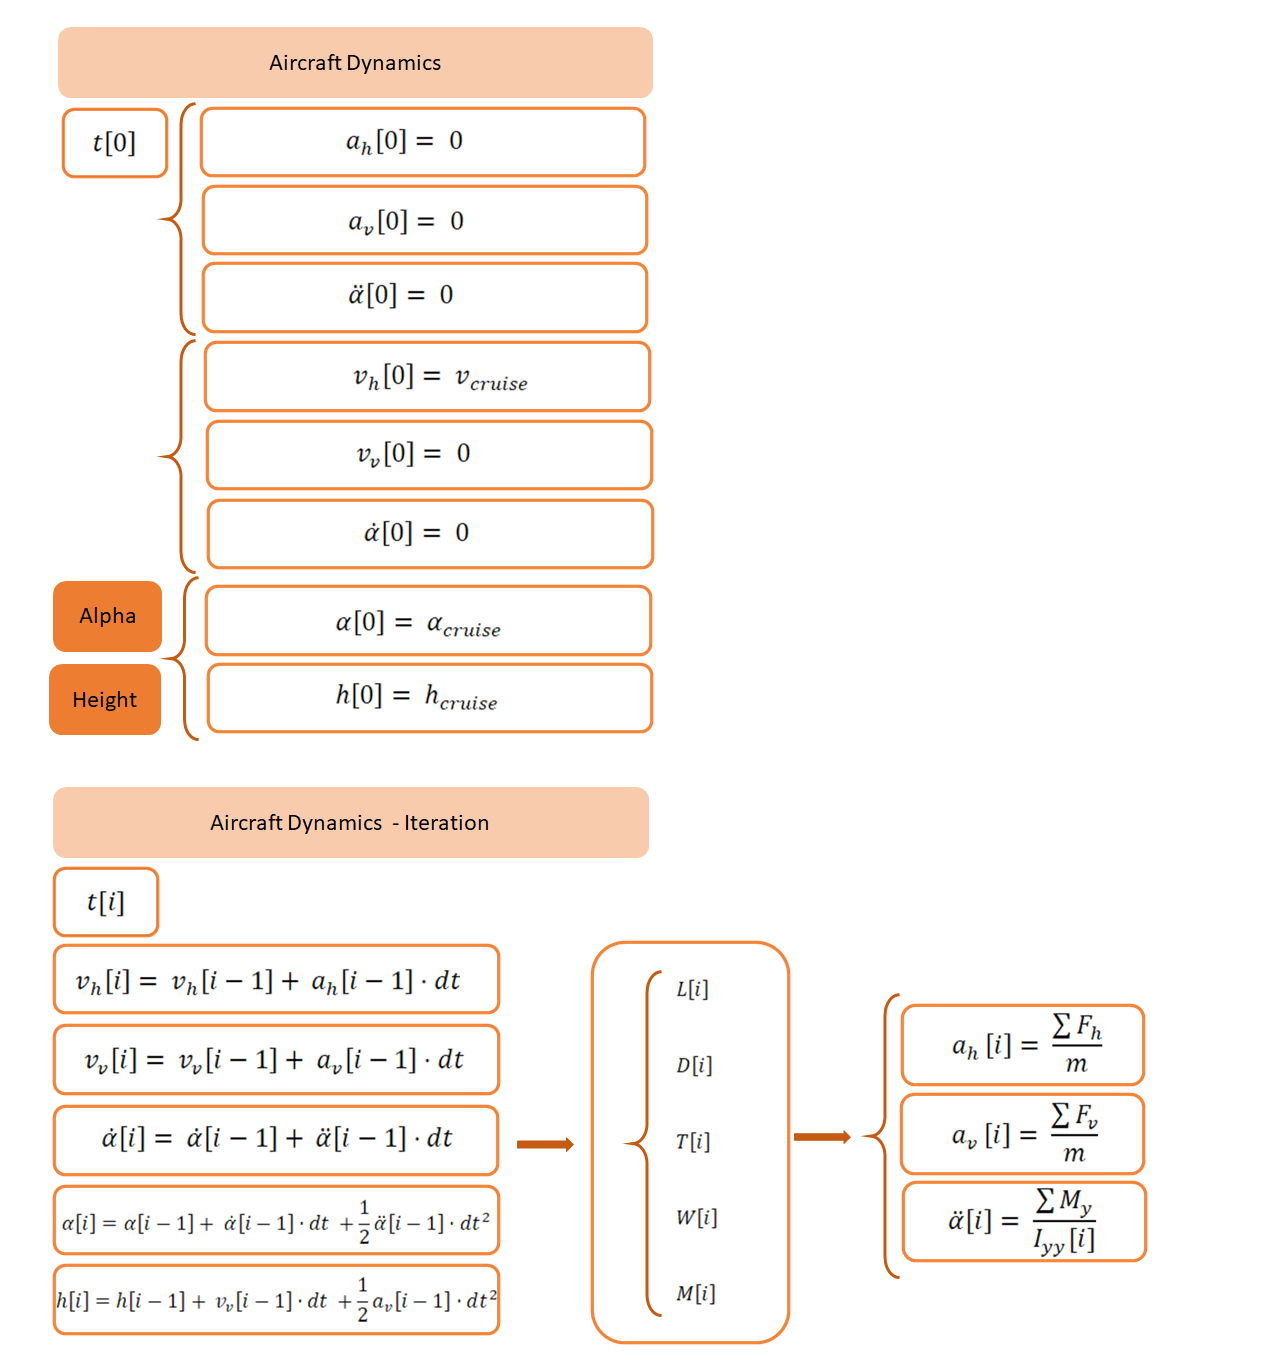 Aircraft Dynamics
t[0]
a_h[0] = 0
a_v[0] = 0
α̈[0] = 0
v_h[0] = v_cruise
v_v[0] = 0
α̇[0] = 0
Alpha
α[0] = α_cruise
Height
h[0] = h_cruise
Aircraft Dynamics - Iteration
t[i]
v_h[i] = v_h[i − 1] + a_h[i − 1] · dt
v_v[i] = v_v[i − 1] + a_v[i − 1] · dt
α̇[i] = α̇[i − 1] + α̈[i − 1] · dt
α[i] = α[i − 1] + α̇[i − 1] · dt + 1/2 α̈[i − 1] · dt²
h[i] = h[i − 1] + v_v[i − 1] · dt + 1/2 a_v[i − 1] · dt²
L[i]
D[i]
T[i]
W[i]
M[i]
a_h [i] = ∑ F_h / m
a_v [i] = ∑ F_v / m
α̈[i] = ∑ M_y / I_yy[i]